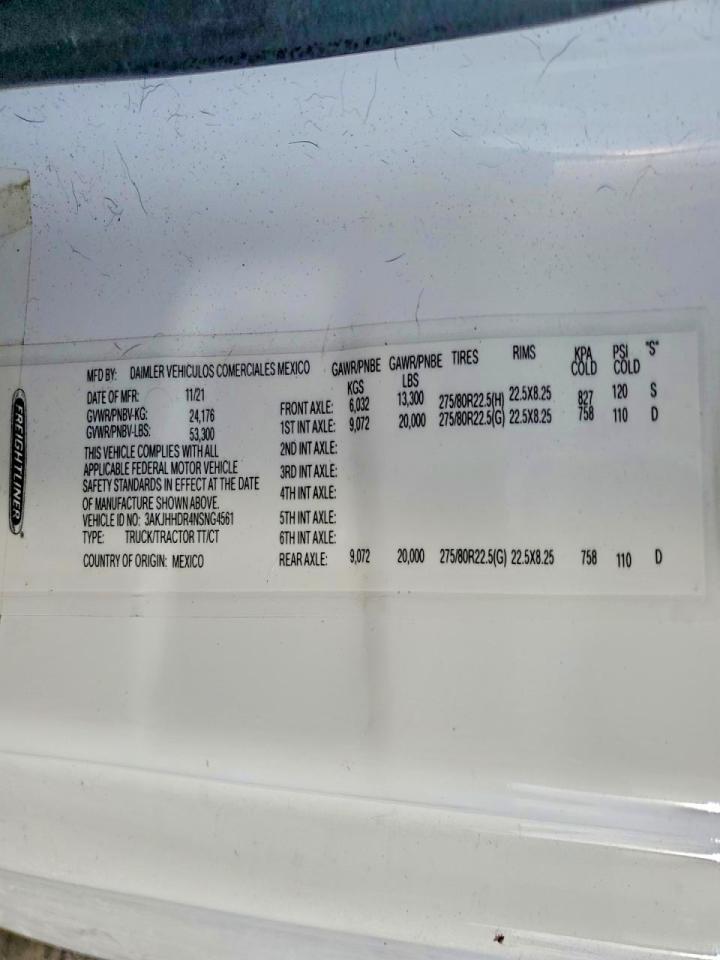 FREIGHTLINER
MFD BY: DAIMLER VEHICULOS COMERCIALES MEXICO
DATE OF MFR: 11/21
GVWR/PNBV-KG: 24,176
GVWR/PNBV-LBS: 53,300
THIS VEHICLE COMPLIES WITH ALL
APPLICABLE FEDERAL MOTOR VEHICLE
SAFETY STANDARDS IN EFFECT AT THE DATE
OF MANUFACTURE SHOWN ABOVE.
VEHICLE ID NO: 3AKJHHDR4NSNG4561
TYPE: TRUCK/TRACTOR TT/CT
COUNTRY OF ORIGIN: MEXICO
GAWR/PNBE KGS GAWR/PNBE LBS TIRES RIMS KPA COLD PSI COLD "S"
FRONT AXLE: 6,032 13,300 275/80R22.5(H) 22.5X8.25 827 120 S
1ST INT AXLE: 9,072 20,000 275/80R22.5(G) 22.5X8.25 758 110 D
2ND INT AXLE:
3RD INT AXLE:
4TH INT AXLE:
5TH INT AXLE:
6TH INT AXLE:
REAR AXLE: 9,072 20,000 275/80R22.5(G) 22.5X8.25 758 110 D